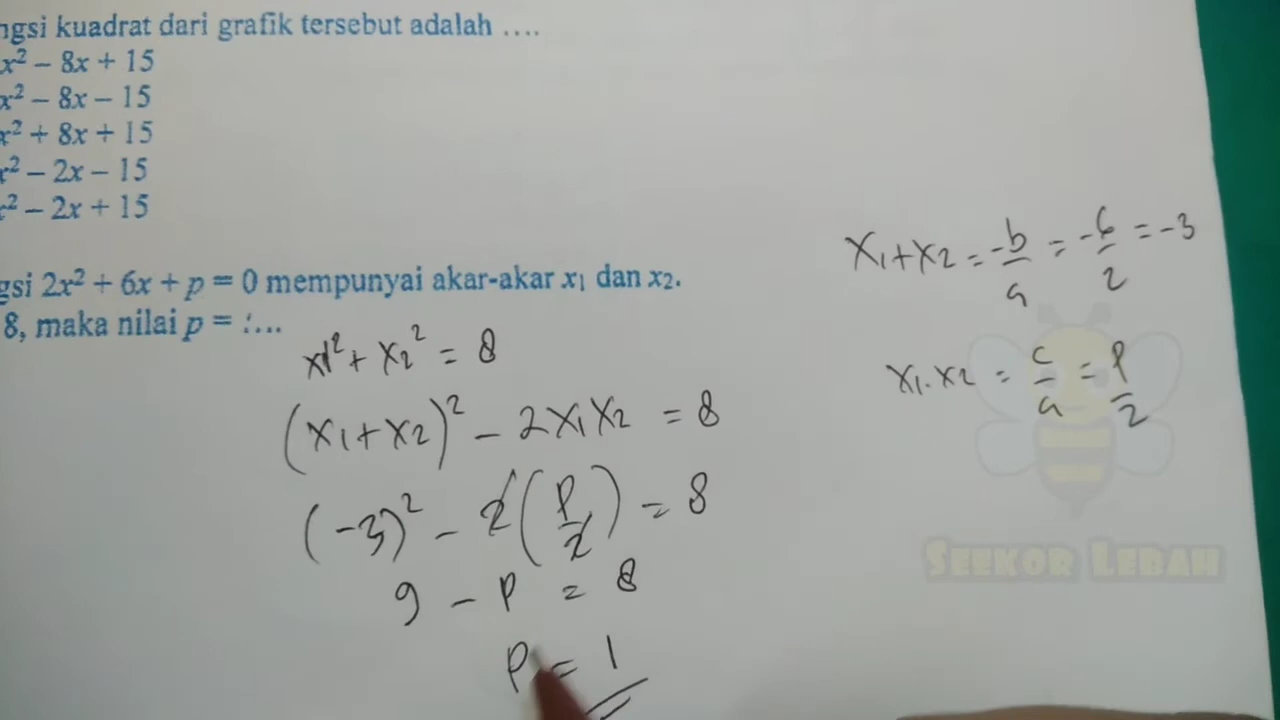 ngsi kuadrat dari grafik tersebut adalah ....
x² – 8x + 15
x² – 8x – 15
x² + 8x + 15
x² – 2x – 15
x² – 2x + 15
gsi 2x² + 6x + p = 0 mempunyai akar-akar x₁ dan x₂.
8, maka nilai p = ....
x1² + x2² = 8
(x1 + x2)² - 2x1x2 = 8
(-3)² - 2(p/2) = 8
9 - p = 8
p = 1
x1 + x2 = -b/a = -6/2 = -3
x1.x2 = c/a = p/2
SEEKOR LEBAH